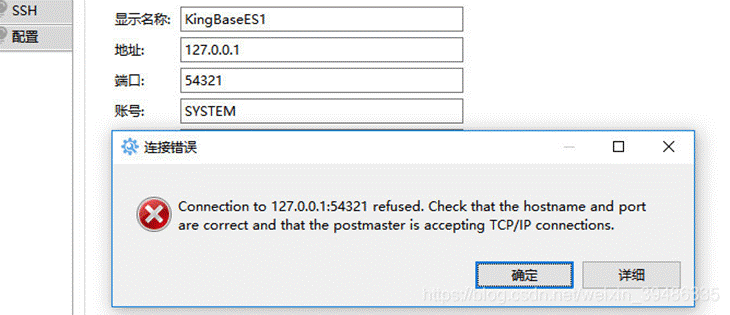 SSH
配置
显示名称: KingBaseES1
地址: 127.0.0.1
端口: 54321
账号: SYSTEM
连接错误
Connection to 127.0.0.1:54321 refused. Check that the hostname and port
are correct and that the postmaster is accepting TCP/IP connections.
确定
详细
https://blog.csdn.net/weixin_39486835